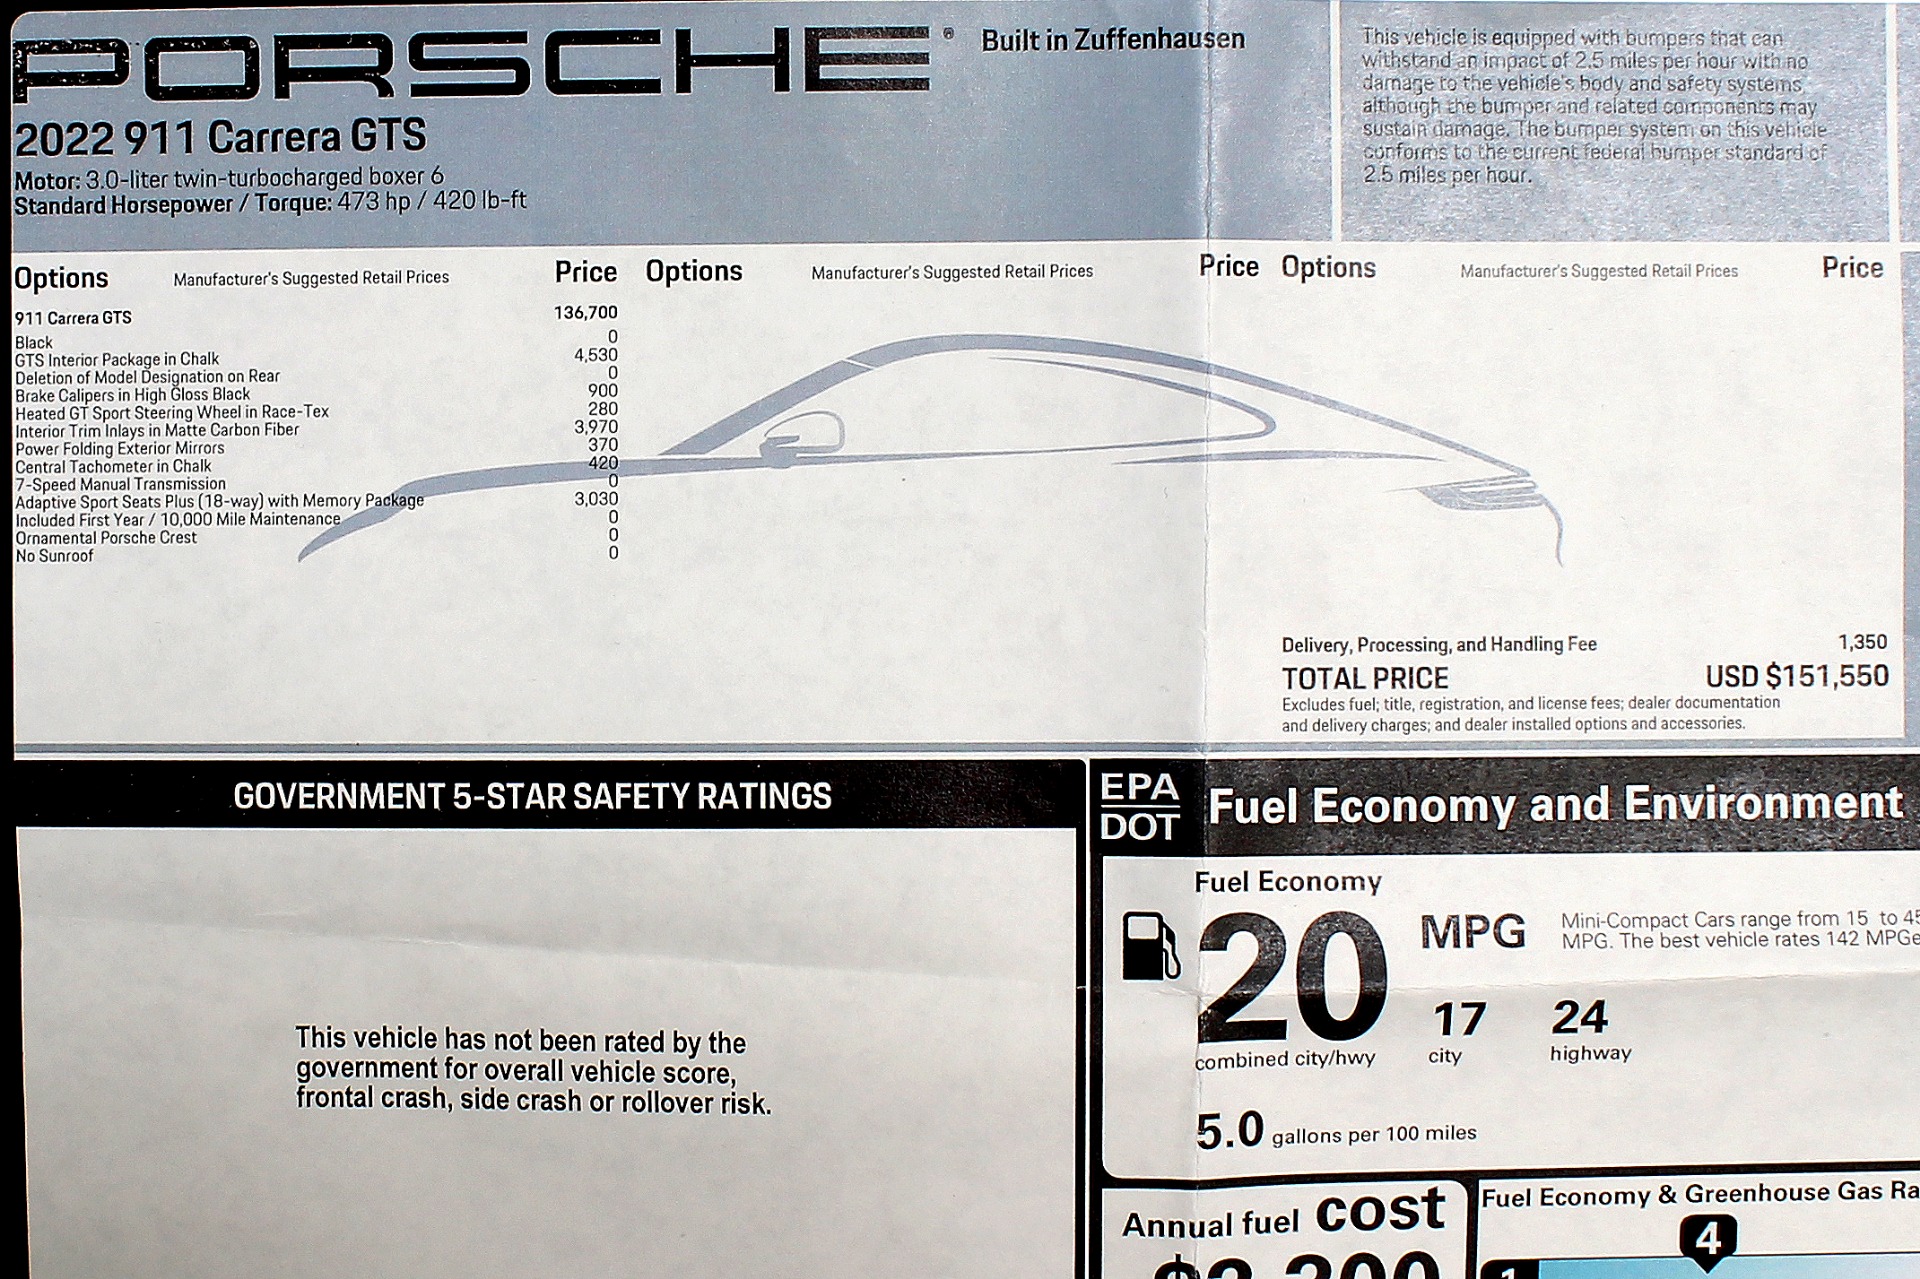 PORSCHE® Built in Zuffenhausen
2022 911 Carrera GTS
Motor: 3.0-liter twin-turbocharged boxer 6
Standard Horsepower / Torque: 473 hp / 420 lb-ft
This vehicle is equipped with bumpers that can
withstand an impact of 2.5 miles per hour with no
damage to the vehicle's body and safety systems,
although the bumper and related components may
sustain damage. The bumper system on this vehicle
conforms to the current federal bumper standard of
2.5 miles per hour.
Options Manufacturer's Suggested Retail Prices Price Options Manufacturer's Suggested Retail Prices Price Options Manufacturer's Suggested Retail Prices Price
911 Carrera GTS 136,700
Black 0
GTS Interior Package in Chalk 4,530
Deletion of Model Designation on Rear 0
Brake Calipers in High Gloss Black 900
Heated GT Sport Steering Wheel in Race-Tex 280
Interior Trim Inlays in Matte Carbon Fiber 3,970
Power Folding Exterior Mirrors 370
Central Tachometer in Chalk 420
7-Speed Manual Transmission 0
Adaptive Sport Seats Plus (18-way) with Memory Package 3,030
Included First Year / 10,000 Mile Maintenance 0
Ornamental Porsche Crest 0
No Sunroof 0
Delivery, Processing, and Handling Fee 1,350
TOTAL PRICE USD $151,550
Excludes fuel; title, registration, and license fees; dealer documentation
and delivery charges; and dealer installed options and accessories.
GOVERNMENT 5-STAR SAFETY RATINGS
This vehicle has not been rated by the
government for overall vehicle score,
frontal crash, side crash or rollover risk.
EPA
DOT
Fuel Economy and Environment
Fuel Economy
20 MPG
Mini-Compact Cars range from 15 to 45
MPG. The best vehicle rates 142 MPGe
17 24
combined city/hwy city highway
5.0 gallons per 100 miles
Annual fuel cost
Fuel Economy & Greenhouse Gas Ra
4